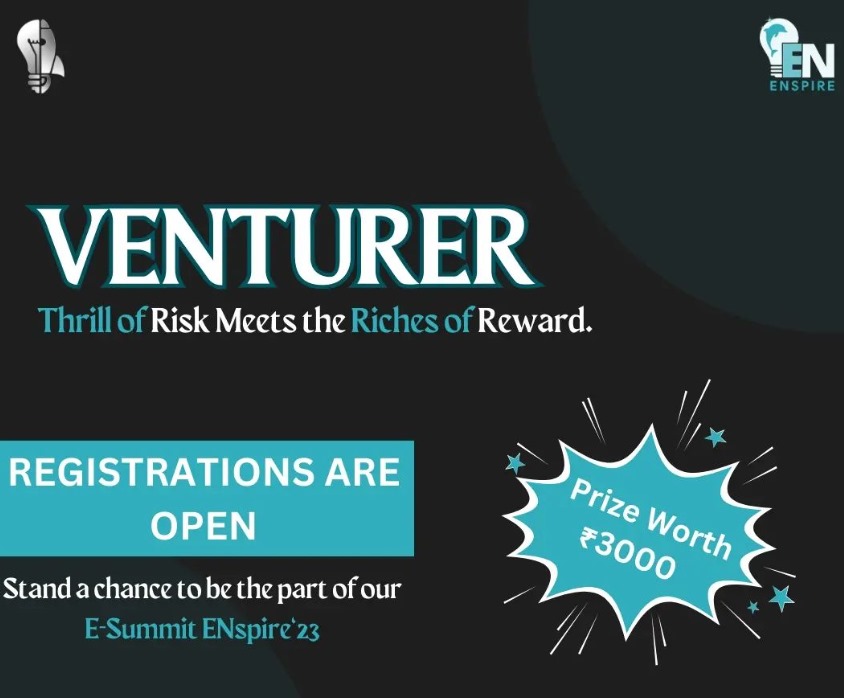 EN
ENSPIRE
VENTURER
Thrill of Risk Meets the Riches of Reward.
REGISTRATIONS ARE
OPEN
Prize Worth
₹3000
Stand a chance to be the part of our
E-Summit ENspire'23